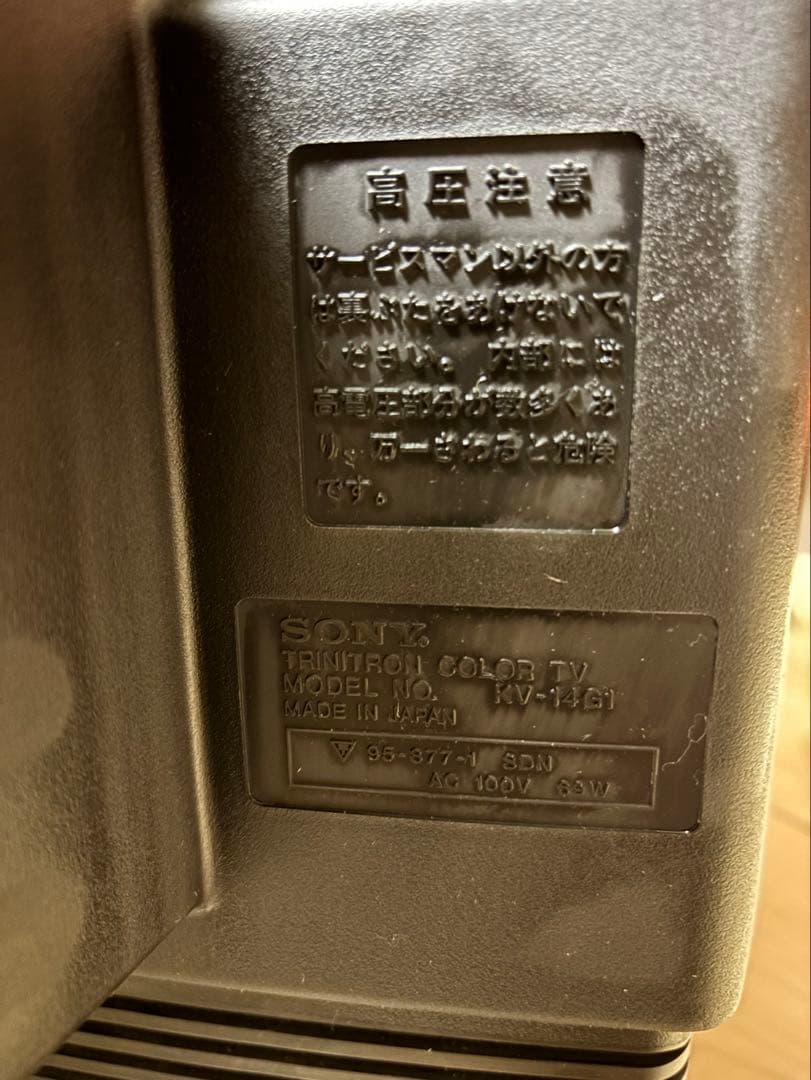 高圧注意
サービスマン以外の方
は裏ぶたをあけないで
ください。 内部には
高電圧部分が数多くあ
り、万一さわると危険
です。
SONY®
TRINITRON COLOR TV
MODEL NO. KV-14G1
MADE IN JAPAN
95-377-1 SDN
AC 100V 63W